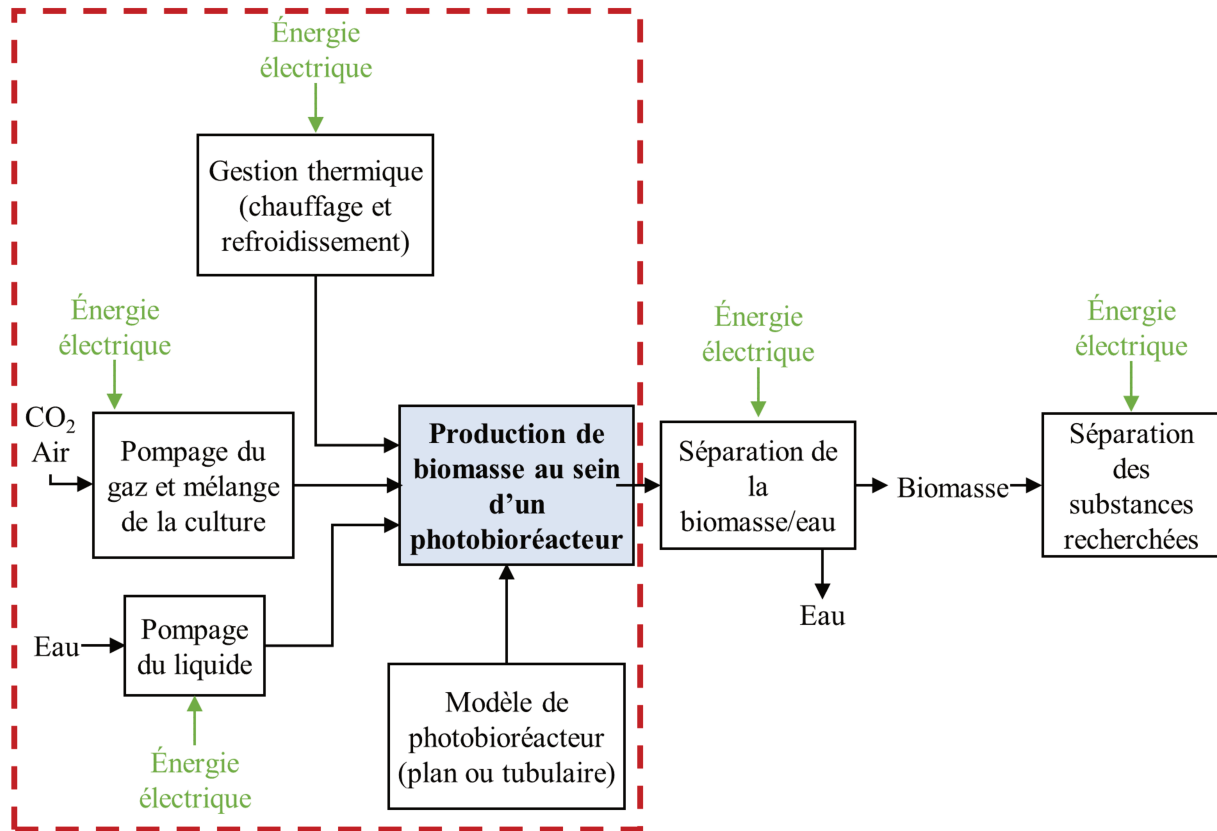 Énergie
électrique
Gestion thermique
(chauffage et
refroidissement)
Énergie
électrique
CO₂
Air
Pompage du
gaz et mélange
de la culture
Production de
biomasse au sein
d'un
photobioréacteur
Énergie
électrique
Séparation de
la
biomasse/eau
Biomasse
Énergie
électrique
Séparation
des
substances
recherchées
Eau
Eau
Pompage
du liquide
Énergie
électrique
Modèle de
photobioréacteur
(plan ou tubulaire)